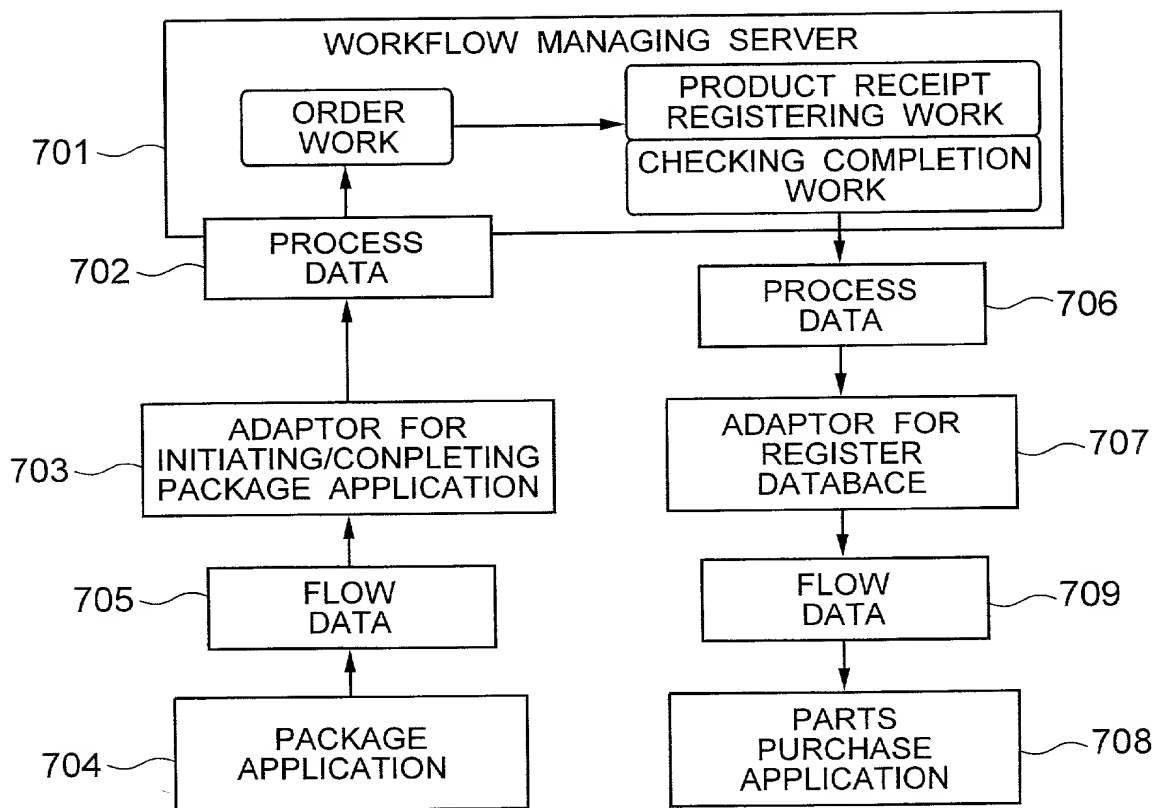 WORKFLOW MANAGING SERVER
ORDER
WORK
PRODUCT RECEIPT
REGISTERING WORK
CHECKING COMPLETION
WORK
701
PROCESS
DATA
702
PROCESS
DATA
706
ADAPTOR FOR
INITIATING/CONPLETING
PACKAGE APPLICATION
703
ADAPTOR FOR
REGISTER
DATABACE
707
FLOW
DATA
705
FLOW
DATA
709
PACKAGE
APPLICATION
704
PARTS
PURCHASE
APPLICATION
708